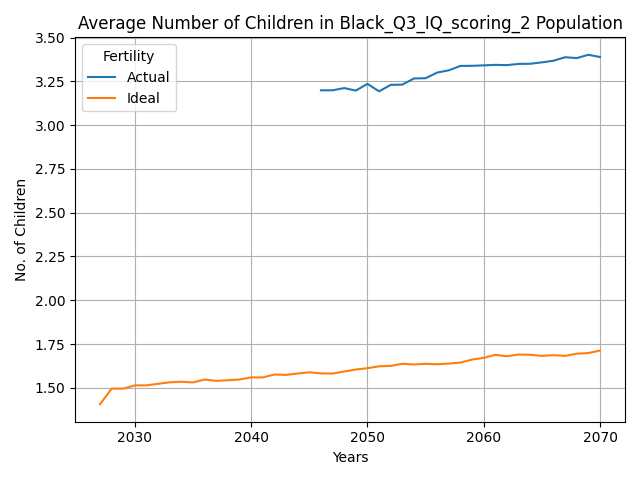 Average Number of Children in Black_Q3_IQ_scoring_2 Population
3.50
3.25
3.00
2.75
2.50
2.25
2.00
1.75
1.50
No. of Children
Fertility
Actual
Ideal
2030
2040
2050
2060
2070
Years